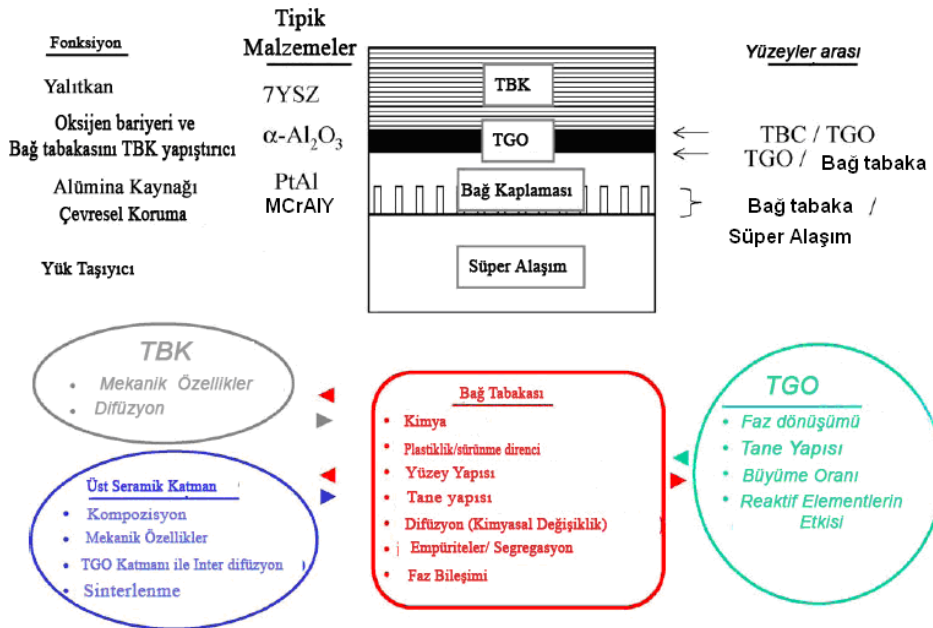 Fonksiyon
Tipik
Malzemeler
Yüzeyler arası
Yalıtkan
7YSZ
TBK
Oksijen bariyeri ve
Bağ tabakasını TBK yapıştırıcı
α-Al₂O₃
TGO
TBC / TGO
TGO / Bağ tabaka
Alümina Kaynağı
Çevresel Koruma
PtAl
MCrAlY
Bağ Kaplaması
Bağ tabaka /
Süper Alaşım
Yük Taşıyıcı
Süper Alaşım
TBK
• Mekanik Özellikler
• Difüzyon
Üst Seramik Katman
• Kompozisyon
• Mekanik Özellikler
• TGO Katmanı ile Inter difüzyon
• Sinterlenme
Bağ Tabakası
• Kimya
• Plastiklik/sürünme direnci
• Yüzey Yapısı
• Tane yapısı
• Difüzyon (Kimyasal Değişiklik)
• Empüriteler/ Segregasyon
• Faz Bileşimi
TGO
• Faz dönüşümü
• Tane Yapısı
• Büyüme Oranı
• Reaktif Elementlerin
Etkisi